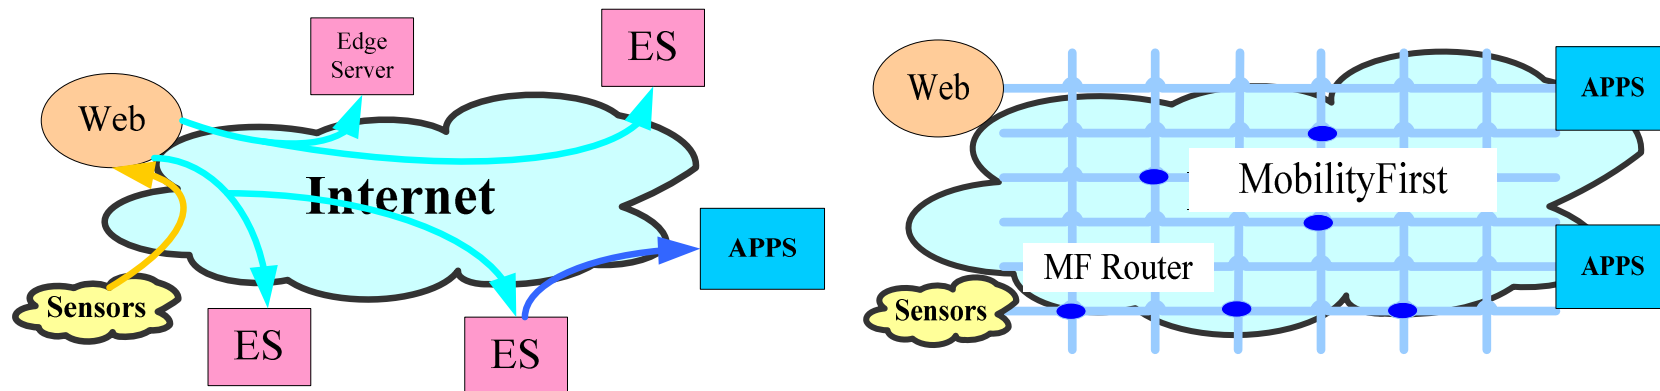 Edge
Server
ES
Web
Internet
APPS
Sensors
ES
ES
Web
APPS
MobilityFirst
MF Router
APPS
Sensors